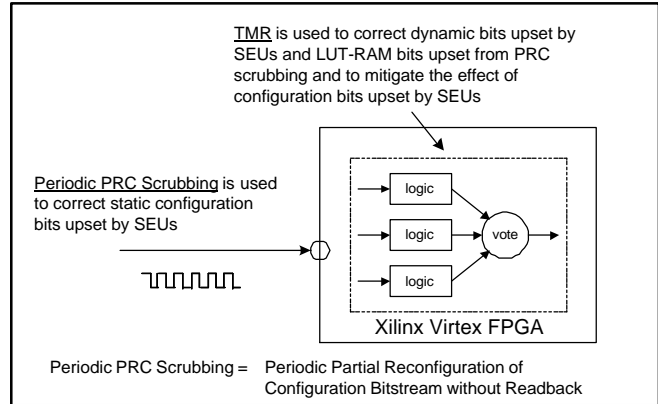 TMR is used to correct dynamic bits upset by
SEUs and LUT-RAM bits upset from PRC
scrubbing and to mitigate the effect of
configuration bits upset by SEUs
Periodic PRC Scrubbing is used
to correct static configuration
bits upset by SEUs
logic
logic
vote
logic
Xilinx Virtex FPGA
Periodic PRC Scrubbing = Periodic Partial Reconfiguration of
Configuration Bitstream without Readback